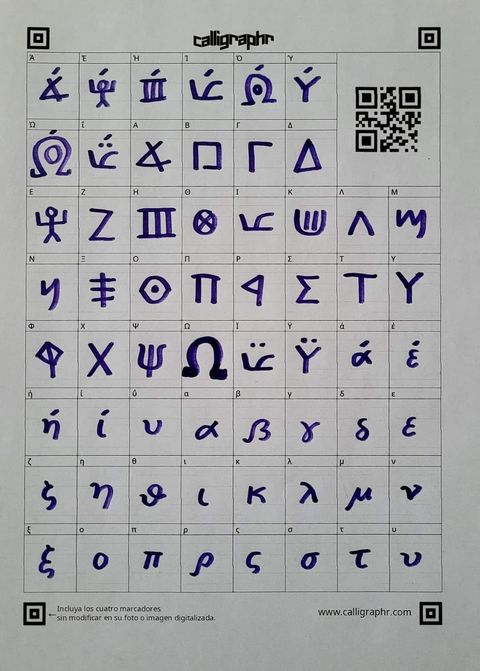 calligraphr
Ά Έ Ή Ί Ό Ύ
Ά Έ Ή Ί Ό Ύ
Ώ ΐ Α Β Γ Δ
Ώ ΐ Α Β Γ Δ
Ε Ζ Η Θ Ι Κ Λ Μ
Ε Ζ Η Θ Ι Κ Λ Μ
Ν Ξ Ο Π Ρ Σ Τ Υ
Ν Ξ Ο Π Ρ Σ Τ Υ
Φ Χ Ψ Ω Ϊ Ϋ ά έ
Φ Χ Ψ Ω Ϊ Ϋ ά έ
ή ί ΰ α β γ δ ε
ή ί υ α β γ δ ε
ζ η θ ι κ λ μ ν
ζ η θ ι κ λ μ ν
ξ ο π ρ ς σ τ υ
ξ ο π ρ ς σ τ υ
←Incluya los cuatro marcadores
sin modificar en su foto o imagen digitalizada.
www.calligraphr.com